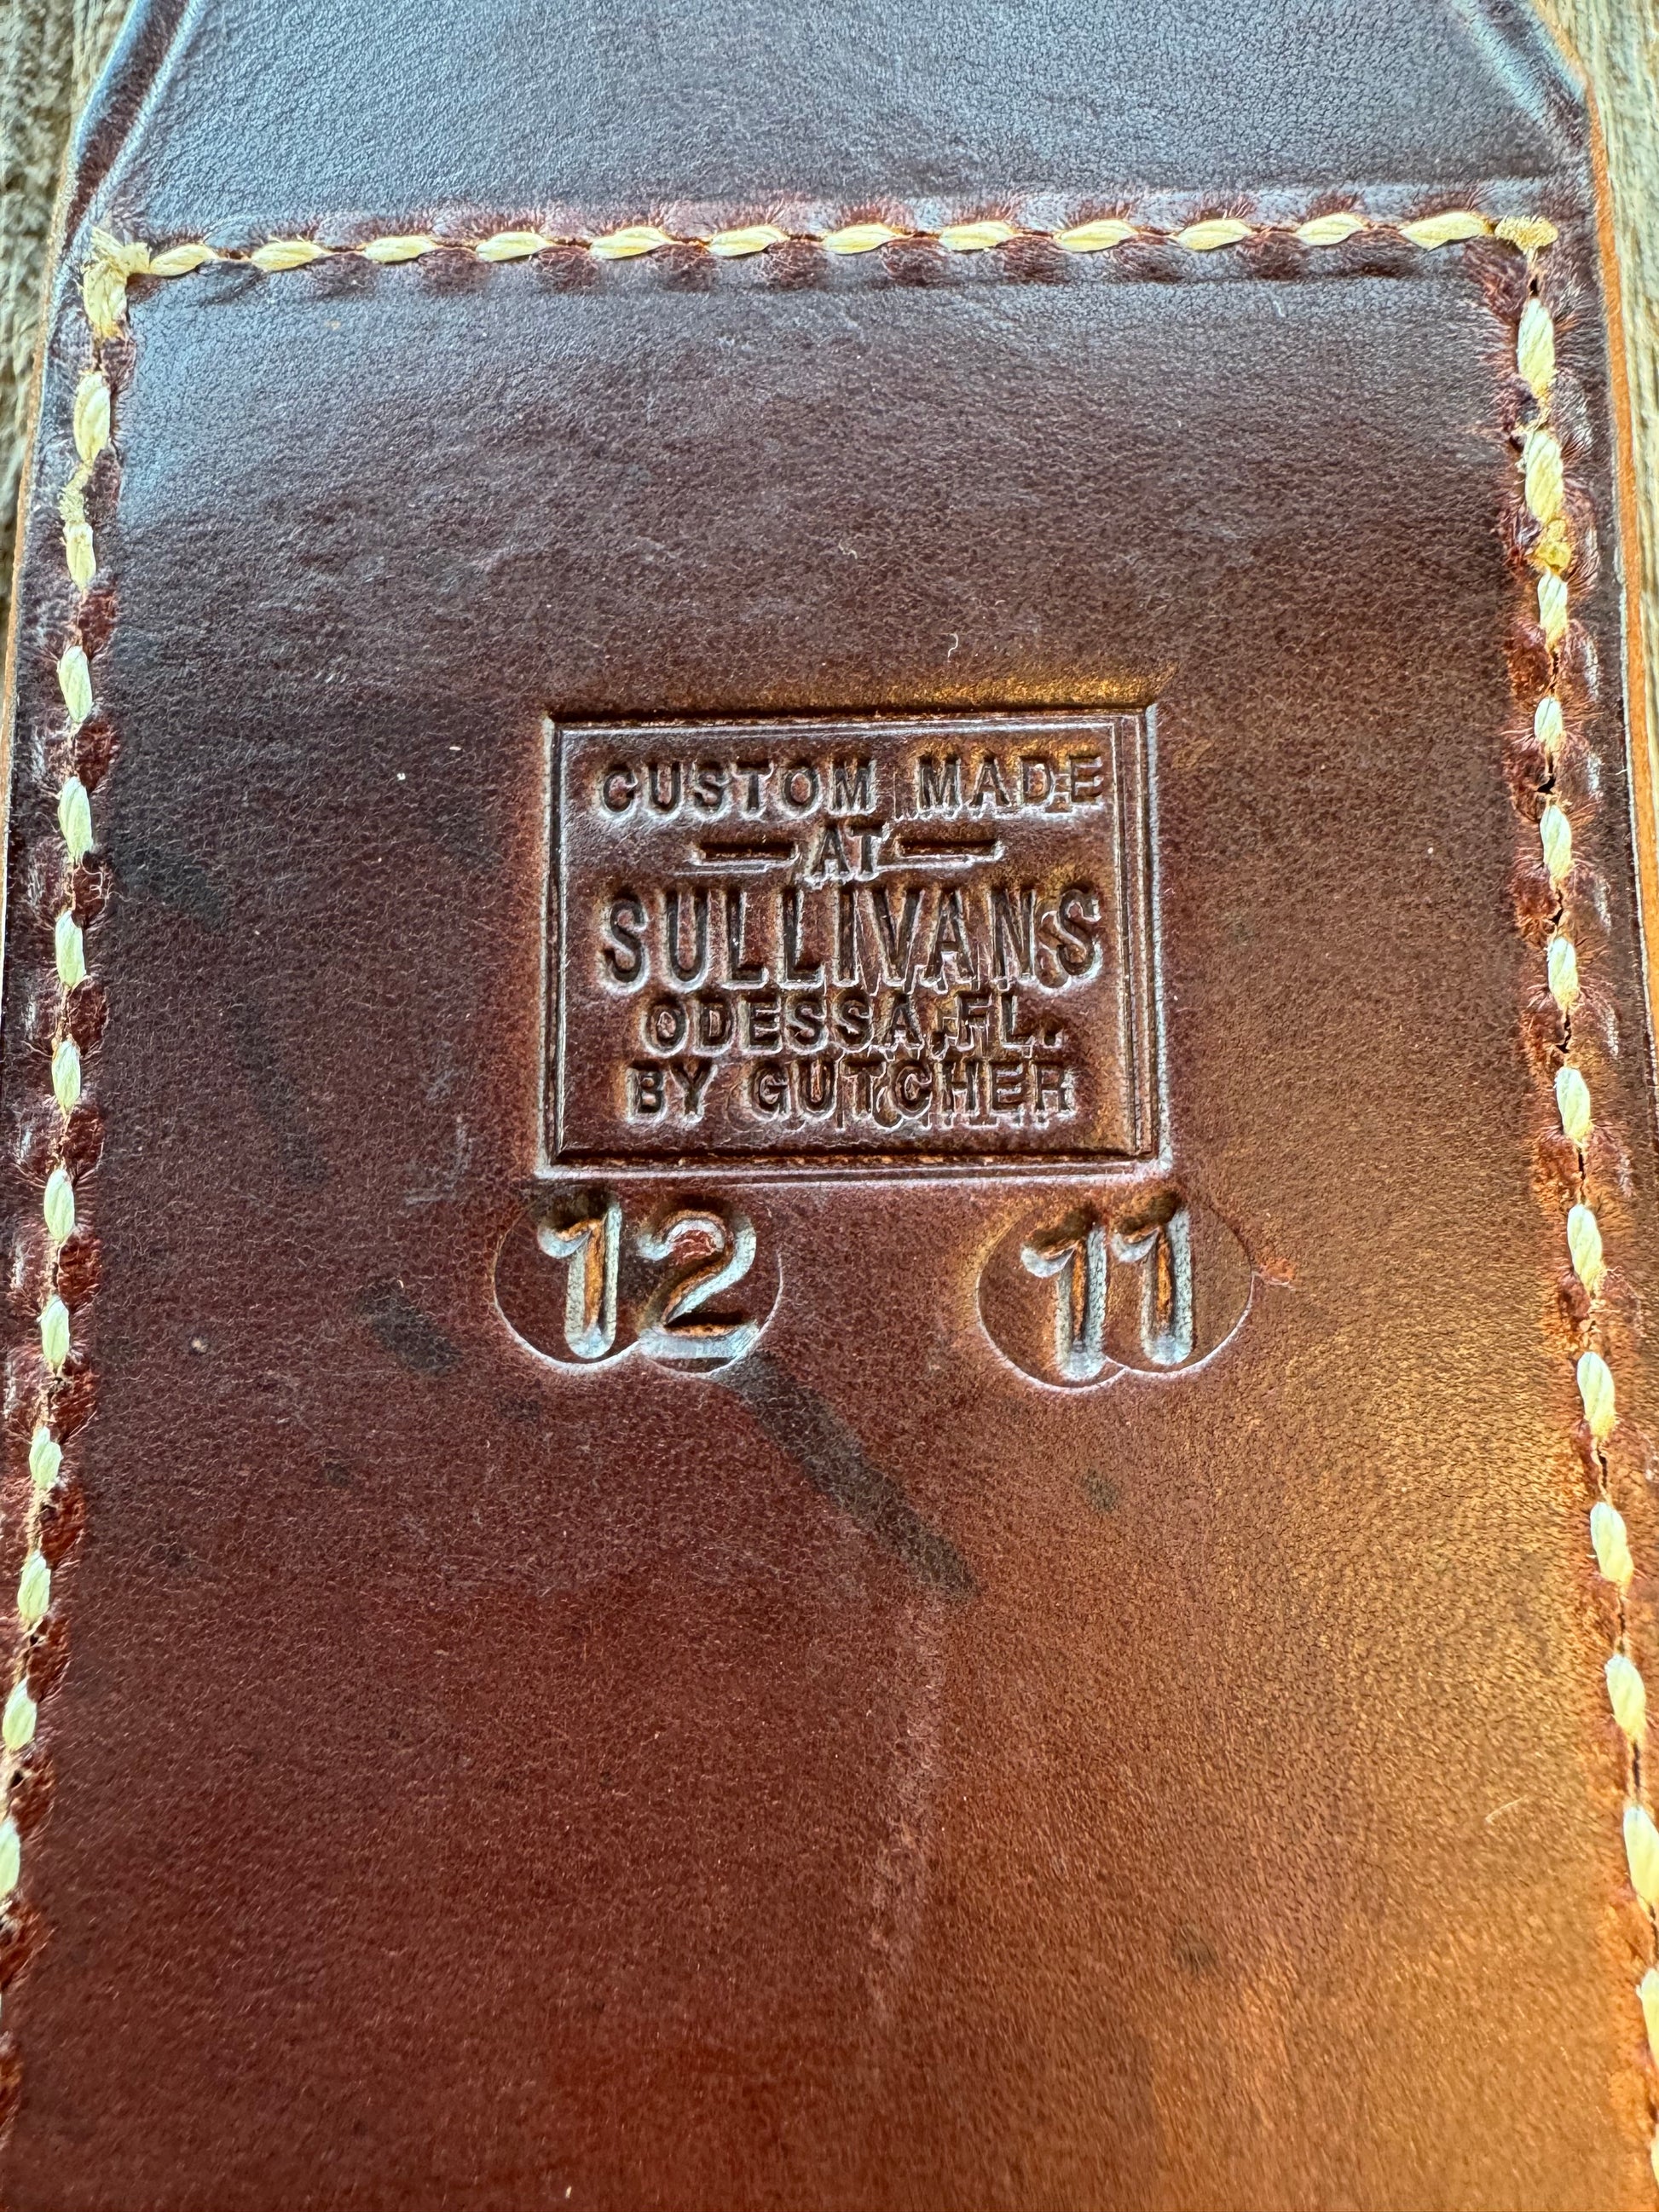 CUSTOM MADE
— AT —
SULLIVANS
ODESSA, FL.
BY GUTCHER
12 11